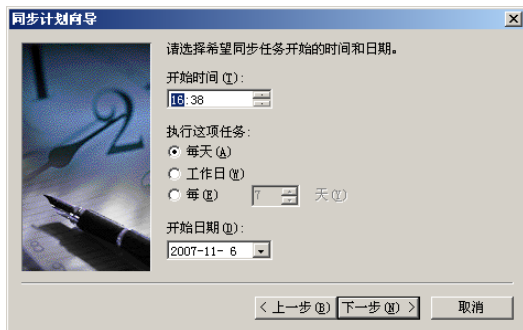 同步计划向导
请选择希望同步任务开始的时间和日期。
开始时间(T):
16:38
执行这项任务:
每天(A)
工作日(W)
每(E) 7 天(Y)
开始日期(D):
2007-11- 6
< 上一步(B) 下一步(N) > 取消